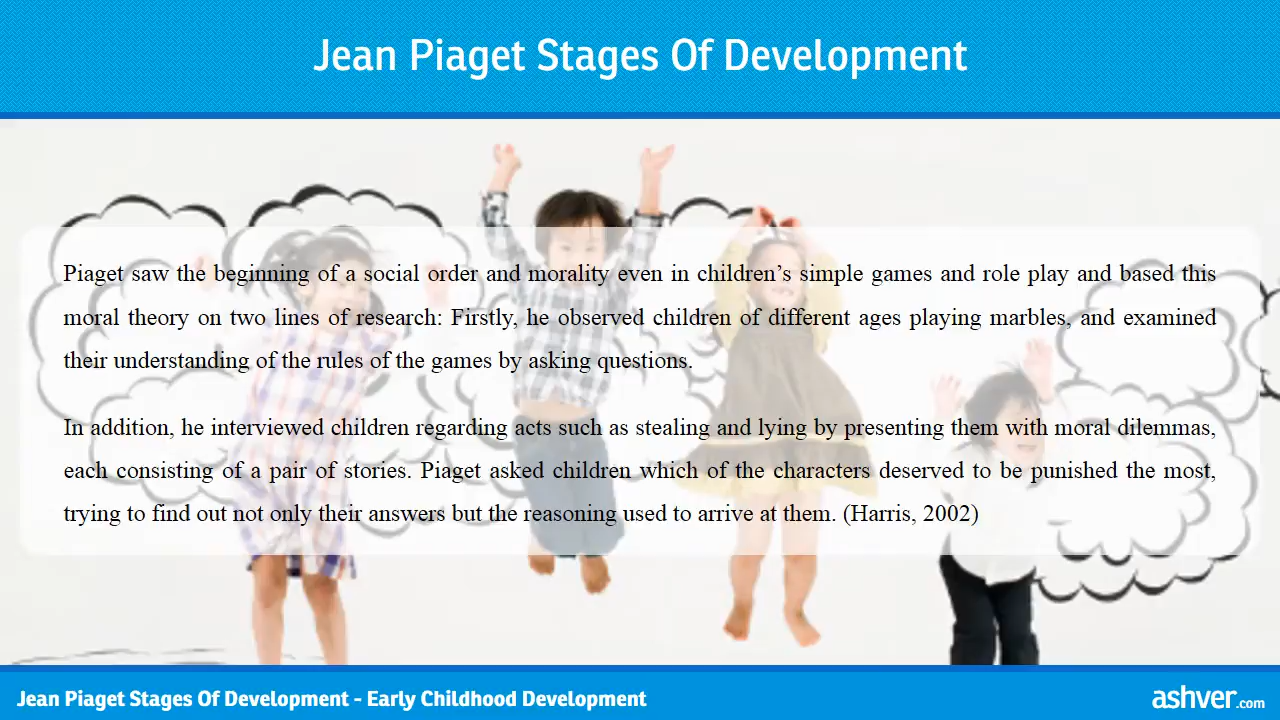 Jean Piaget Stages Of Development
Piaget saw the beginning of a social order and morality even in children’s simple games and role play and based this
moral theory on two lines of research: Firstly, he observed children of different ages playing marbles, and examined
their understanding of the rules of the games by asking questions.
In addition, he interviewed children regarding acts such as stealing and lying by presenting them with moral dilemmas,
each consisting of a pair of stories. Piaget asked children which of the characters deserved to be punished the most,
trying to find out not only their answers but the reasoning used to arrive at them. (Harris, 2002)
Jean Piaget Stages Of Development - Early Childhood Development
ashver.com